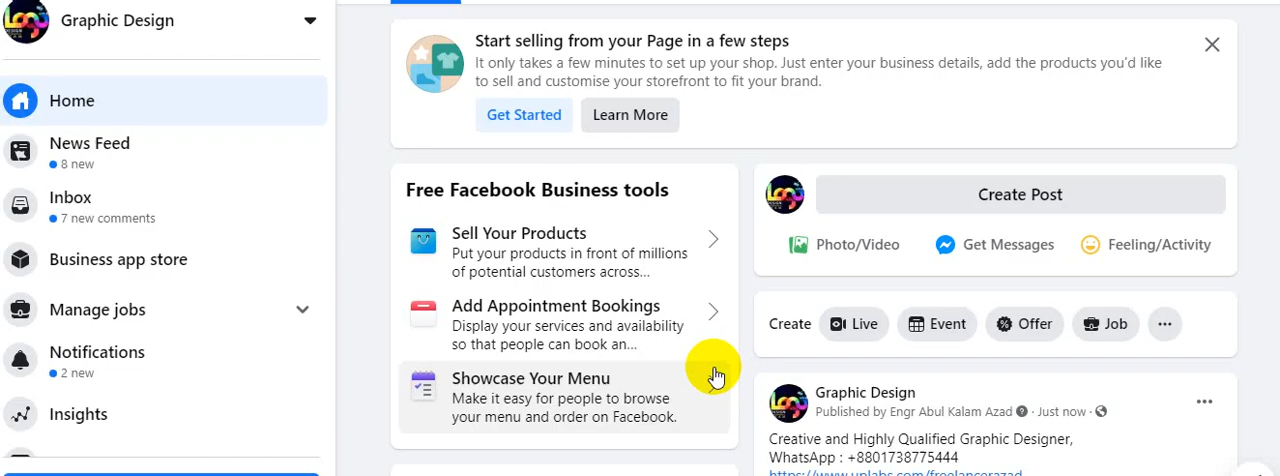 Graphic Design
Home
News Feed
8 new
Inbox
7 new comments
Business app store
Manage jobs
Notifications
2 new
Insights
Start selling from your Page in a few steps
It only takes a few minutes to set up your shop. Just enter your business details, add the products you'd like
to sell and customise your storefront to fit your brand.
Get Started
Learn More
Free Facebook Business tools
Sell Your Products
Put your products in front of millions
of potential customers across...
Add Appointment Bookings
Display your services and availability
so that people can book an...
Showcase Your Menu
Make it easy for people to browse
your menu and order on Facebook.
Create Post
Photo/Video
Get Messages
Feeling/Activity
Create
Live
Event
Offer
Job
Graphic Design
Published by Engr Abul Kalam Azad · Just now ·
Creative and Highly Qualified Graphic Designer,
WhatsApp : +8801738775444
https://www.uplabs.com/freelancerazad